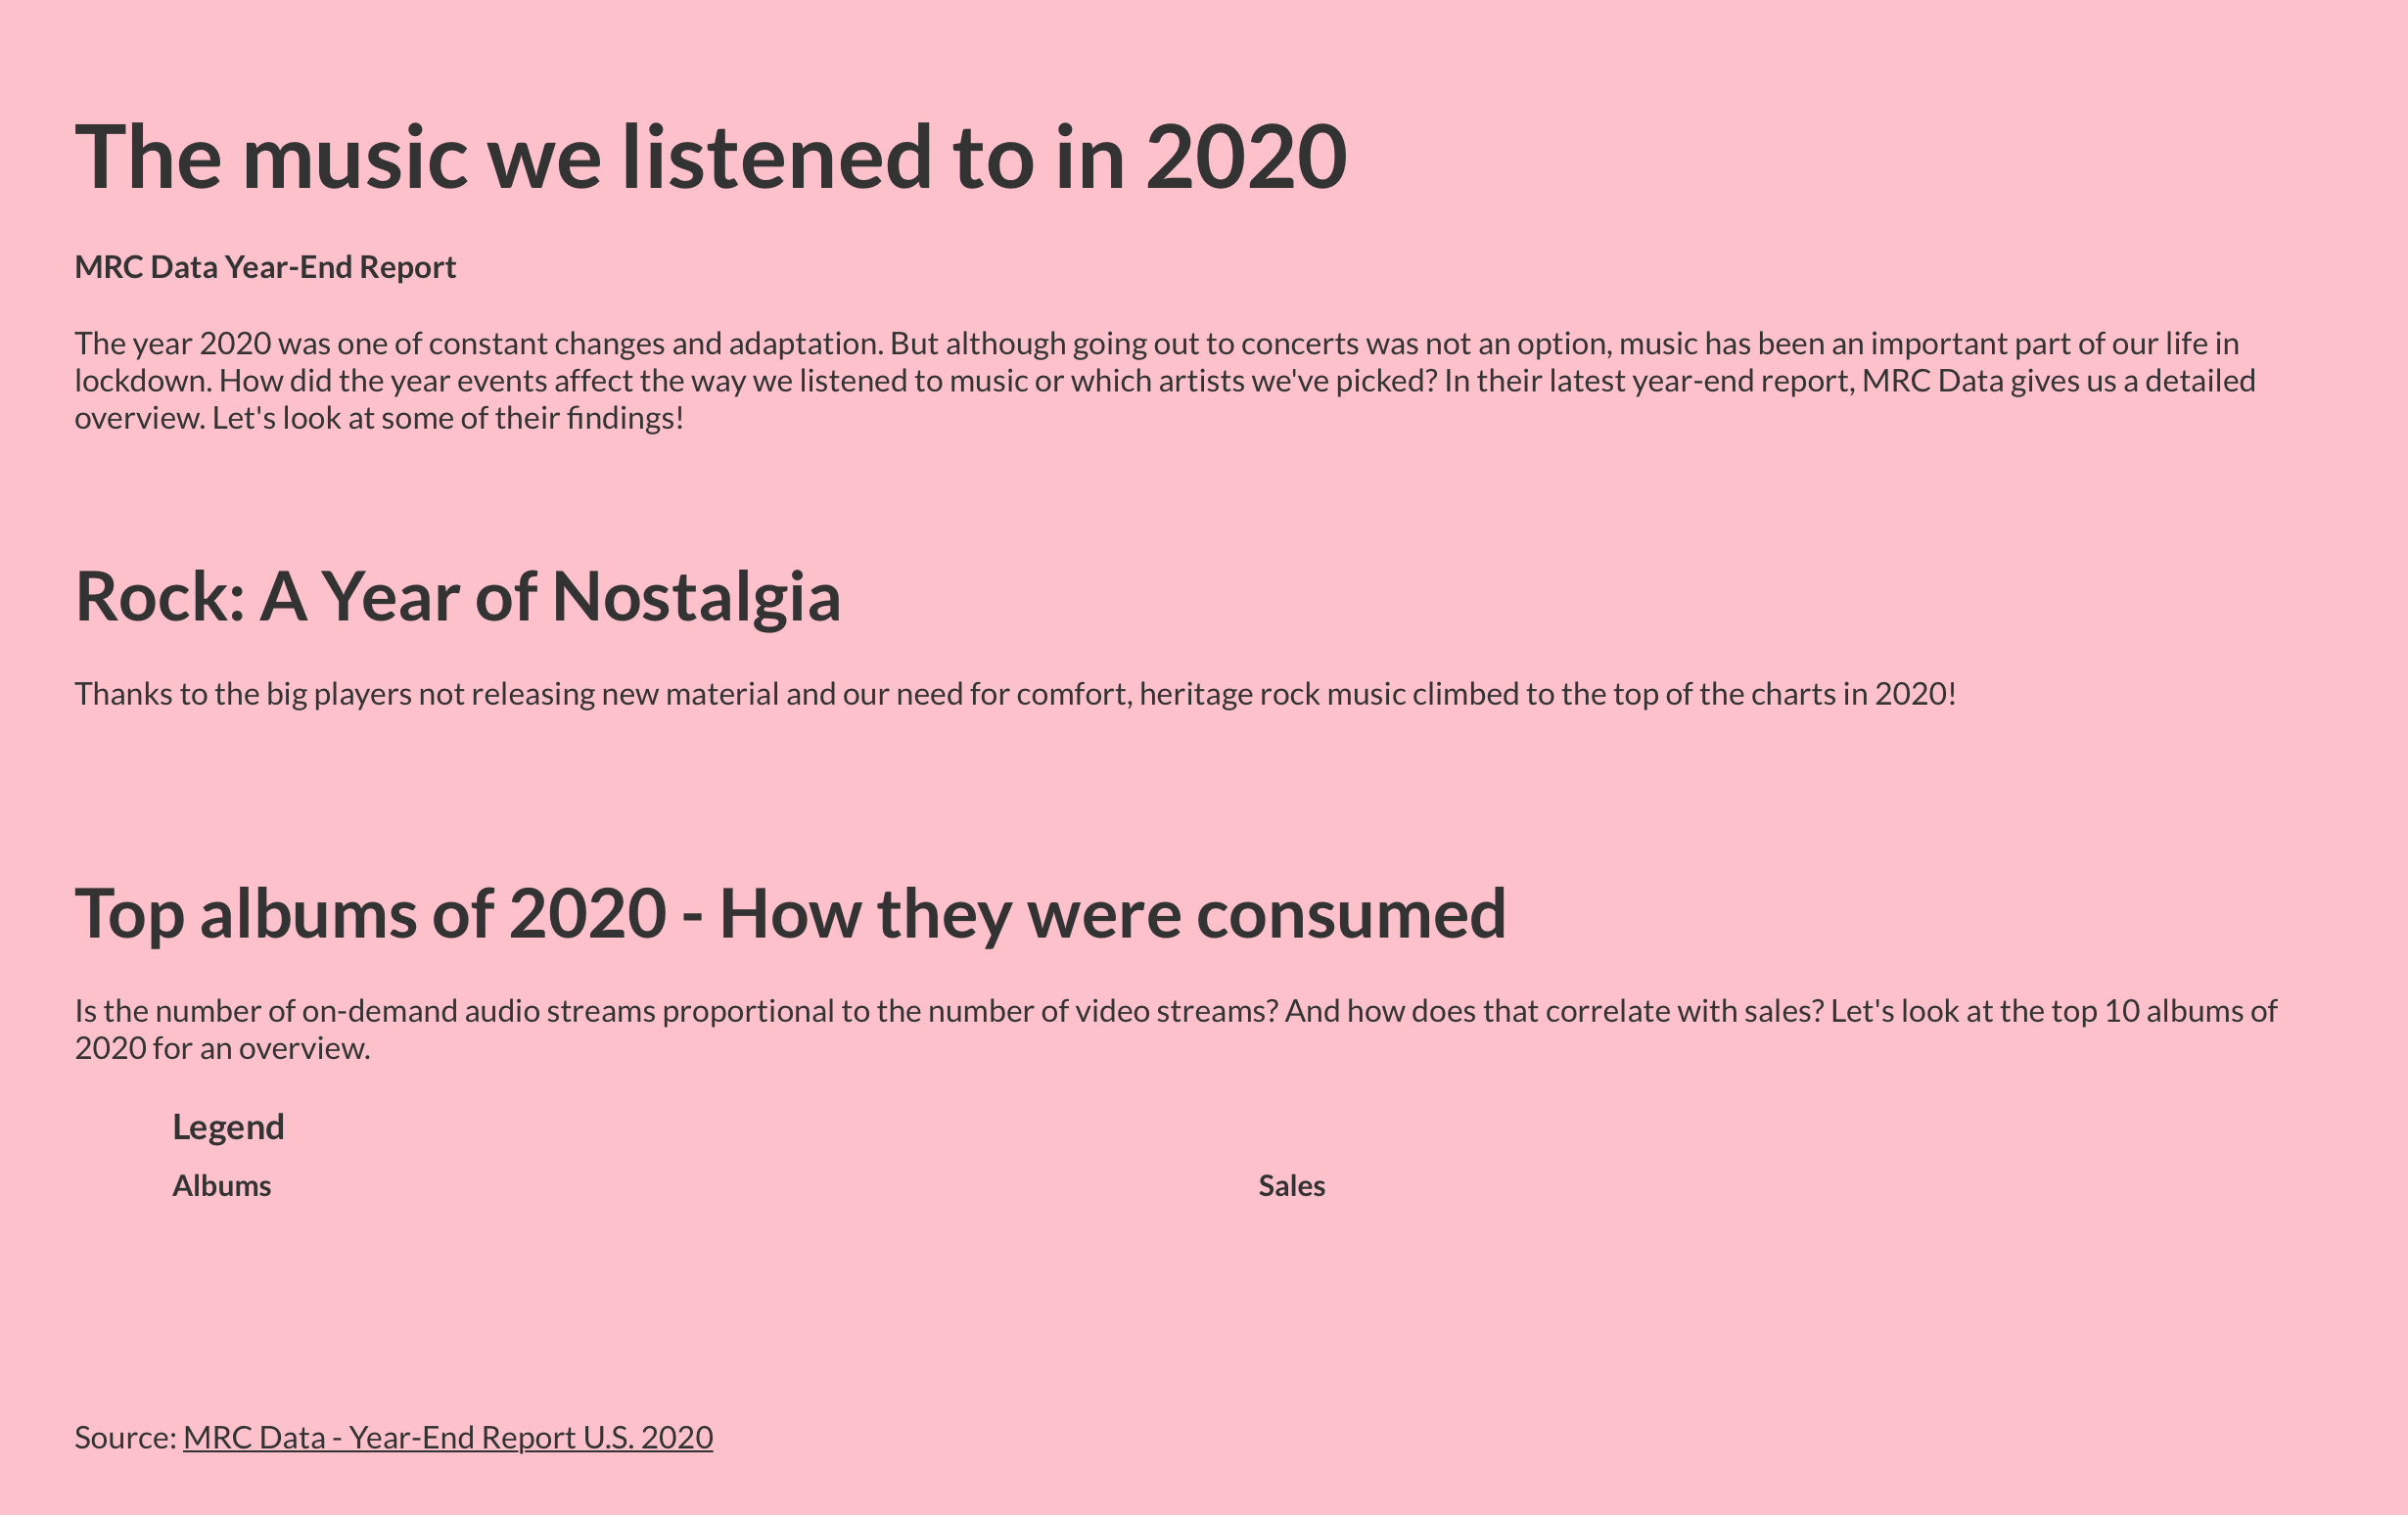 The music we listened to in 2020
MRC Data Year-End Report
The year 2020 was one of constant changes and adaptation. But although going out to concerts was not an option, music has been an important part of our life in
lockdown. How did the year events affect the way we listened to music or which artists we've picked? In their latest year-end report, MRC Data gives us a detailed
overview. Let's look at some of their findings!
Rock: A Year of Nostalgia
Thanks to the big players not releasing new material and our need for comfort, heritage rock music climbed to the top of the charts in 2020!
Top albums of 2020 - How they were consumed
Is the number of on-demand audio streams proportional to the number of video streams? And how does that correlate with sales? Let's look at the top 10 albums of
2020 for an overview.
Legend
Albums Sales
Source: MRC Data - Year-End Report U.S. 2020